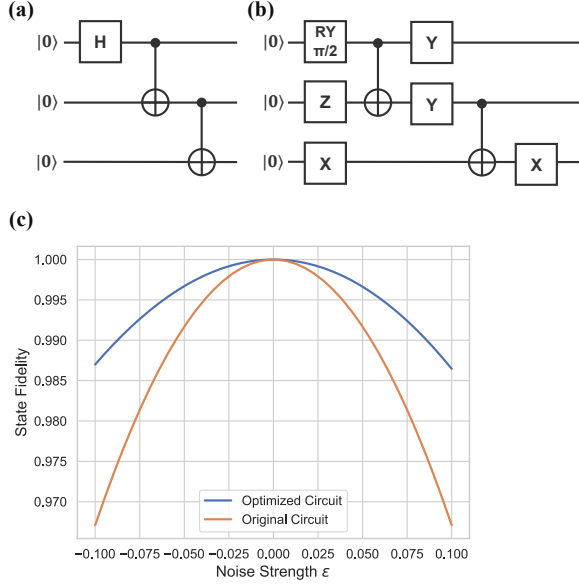 (a) (b)
|0⟩ H |0⟩ RY π/2 Y
|0⟩ |0⟩ Z Y
|0⟩ |0⟩ X X
(c)
1.000
0.995
0.990
0.985
0.980
0.975
0.970
State Fidelity
Optimized Circuit
Original Circuit
−0.100 −0.075 −0.050 −0.025 0.000 0.025 0.050 0.075 0.100
Noise Strength ε